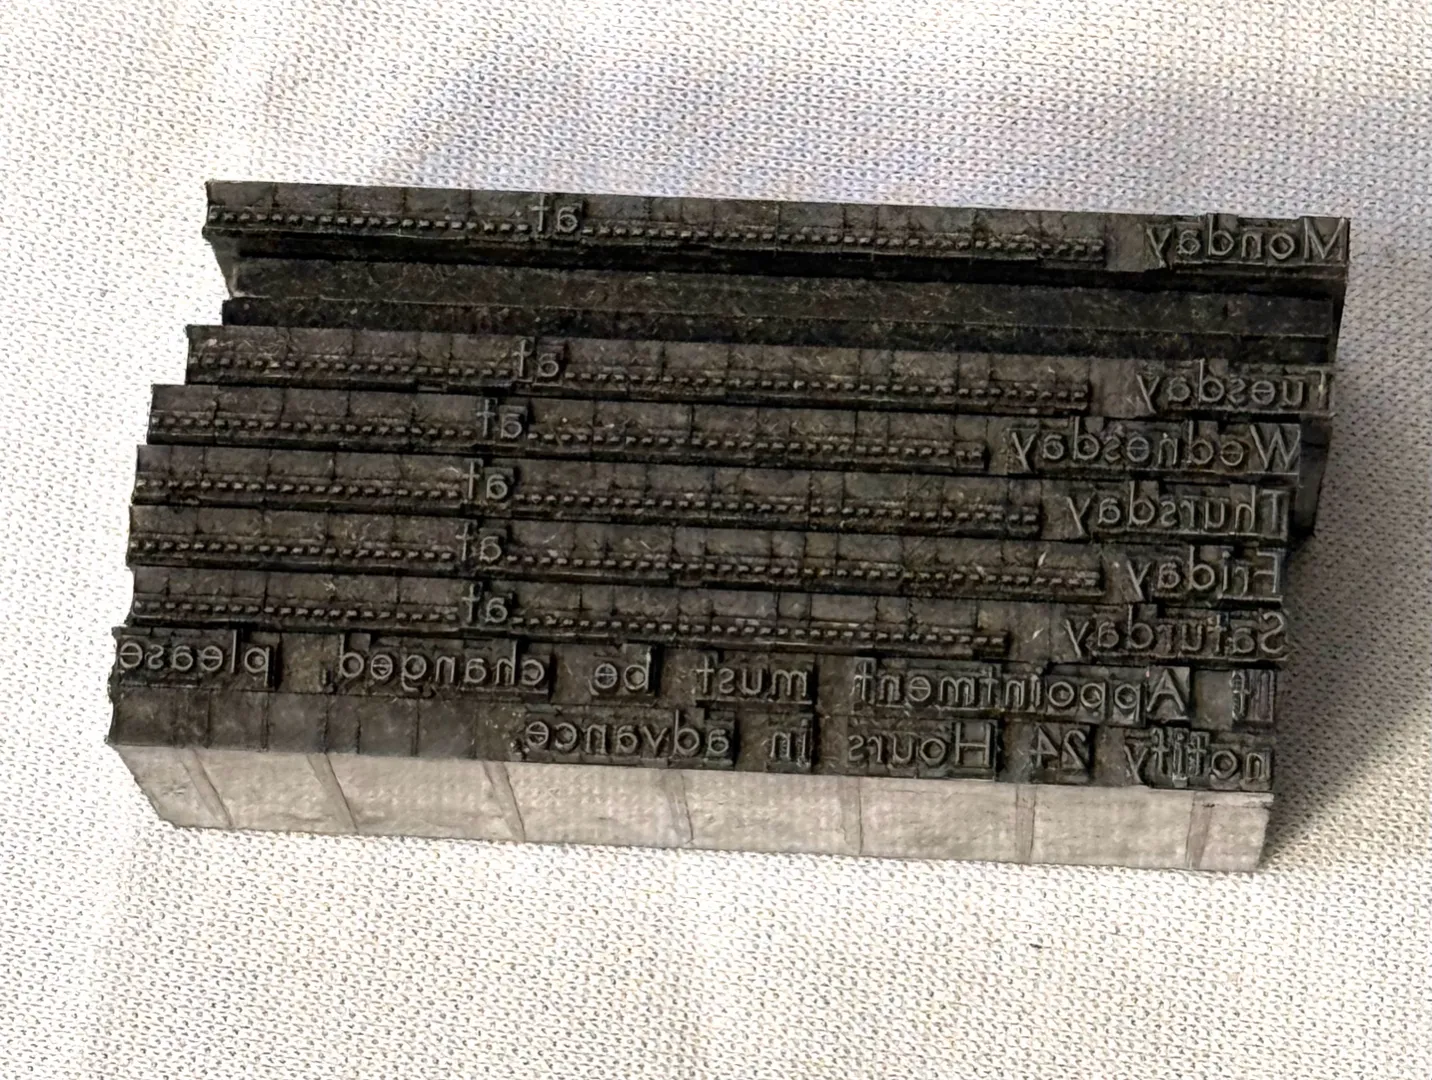 Monday ........................ at ................
Tuesday ........................ at ................
Wednesday .................... at ................
Thursday ....................... at ................
Friday ........................... at ................
Saturday ....................... at ................
If Appointment must be changed, please
notify 24 Hours in advance.